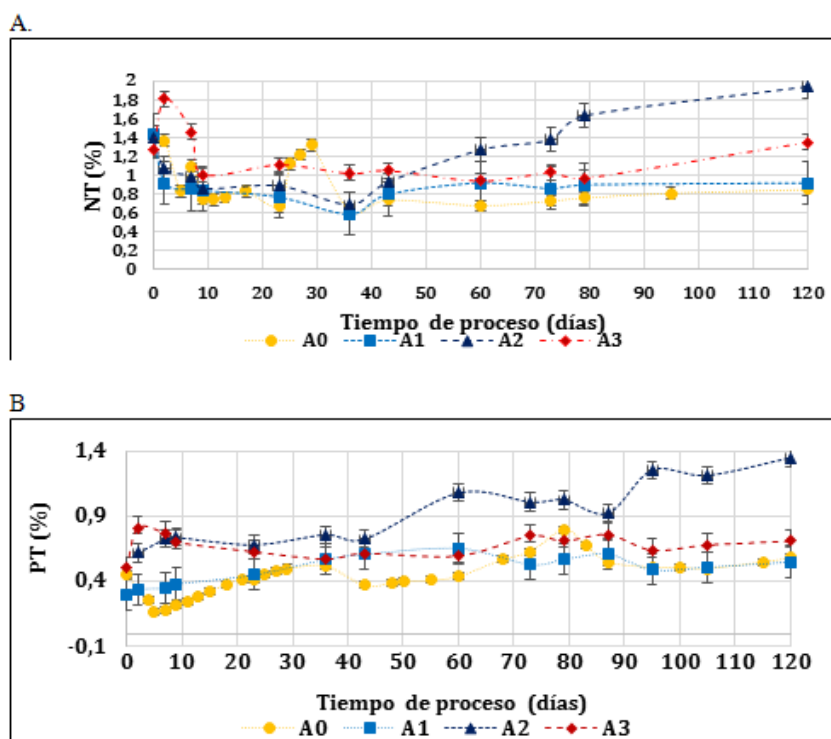 A.
2
1,8
1,6
1,4
1,2
1
0,8
0,6
0,4
0,2
0
NT (%)
0 10 20 30 40 50 60 70 80 90 100 110 120
Tiempo de proceso (días)
A0 A1 A2 A3
B
1,4
0,9
0,4
-0,1
PT (%)
0 10 20 30 40 50 60 70 80 90 100 110 120
Tiempo de proceso (días)
A0 A1 A2 A3